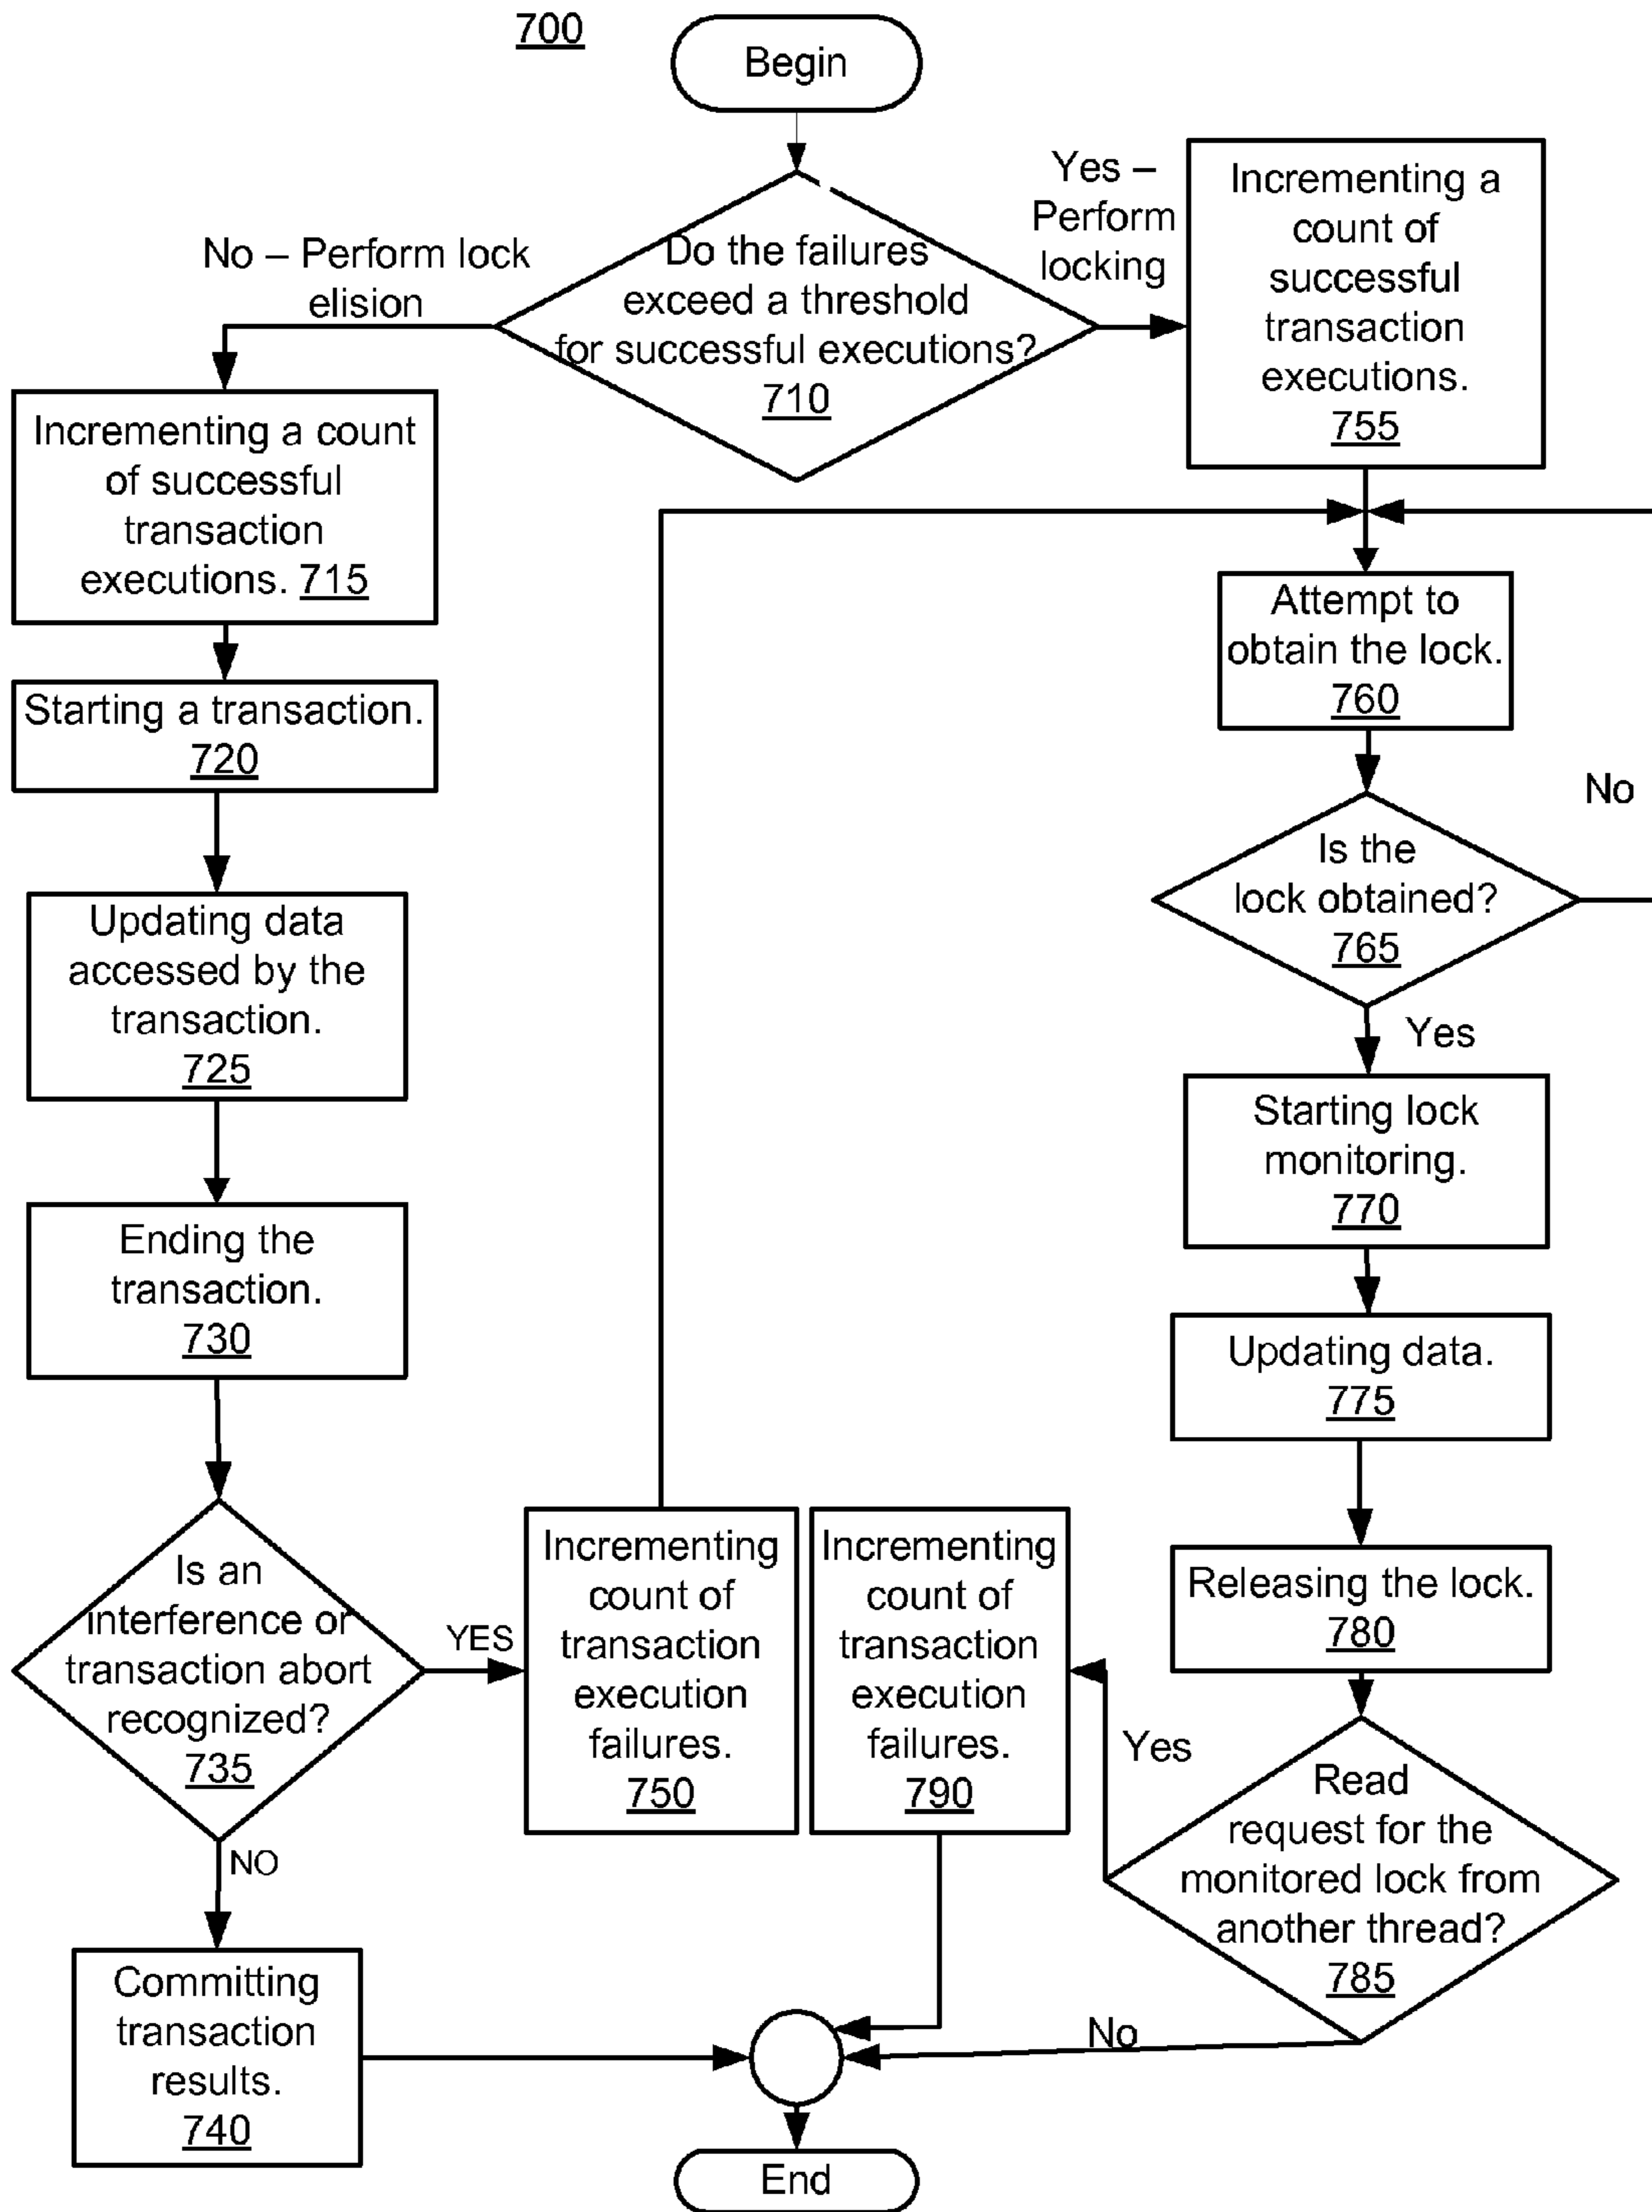 700
Begin
Do the failures
exceed a threshold
for successful executions?
710
No – Perform lock
elision
Yes –
Perform
locking
Incrementing a count
of successful
transaction
executions. 715
Starting a transaction.
720
Updating data
accessed by the
transaction.
725
Ending the
transaction.
730
Is an
interference or
transaction abort
recognized?
735
YES
NO
Committing
transaction
results.
740
Incrementing
count of
transaction
execution
failures.
750
Incrementing a
count of
successful
transaction
executions.
755
Attempt to
obtain the lock.
760
Is the
lock obtained?
765
No
Yes
Starting lock
monitoring.
770
Updating data.
775
Releasing the lock.
780
Read
request for the
monitored lock from
another thread?
785
Yes
No
Incrementing
count of
transaction
execution
failures.
790
End